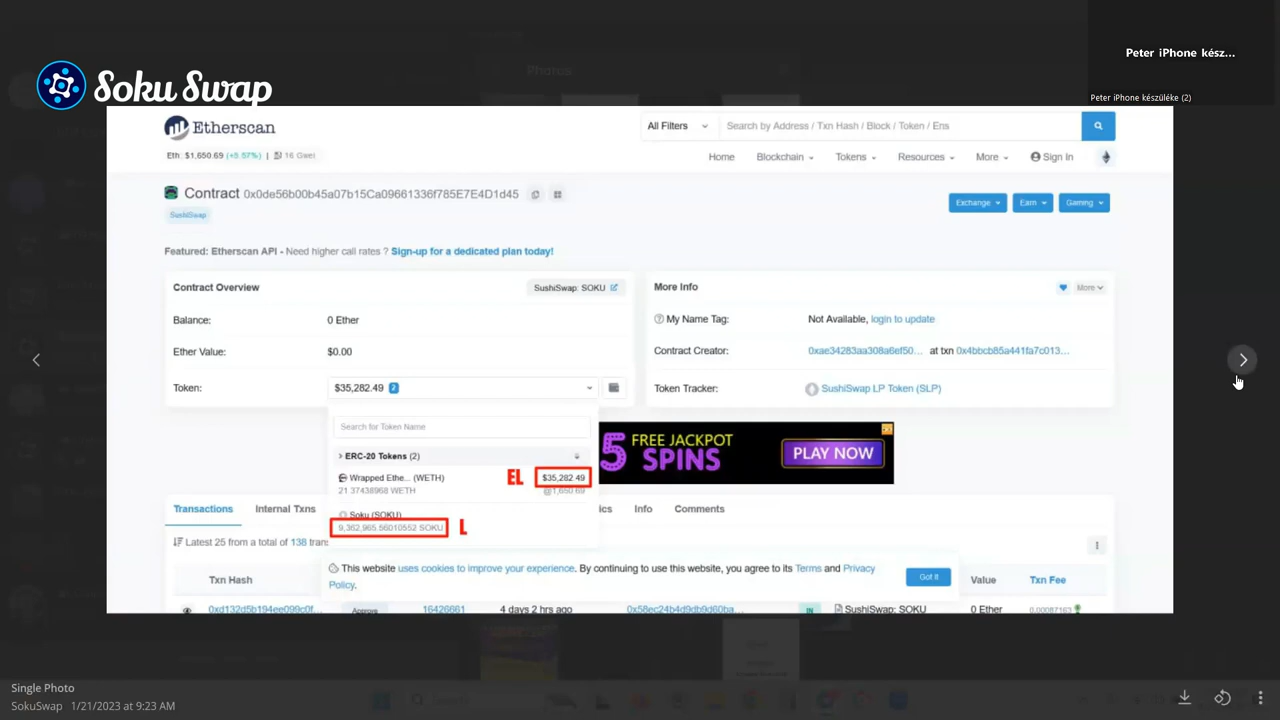 Peter iPhone kész...
Peter iPhone készüléke (2)
Soku Swap
Etherscan
All Filters
Search by Address / Txn Hash / Block / Token / Ens
Eth: $1,650.69 (+5.57%) | 16 Gwei
Home Blockchain Tokens Resources More Sign In
Contract 0x0de56b00b45a07b15Ca09661336f785E7E4D1d45
SushiSwap
Exchange Earn Gaming
Featured: Etherscan API - Need higher call rates ? Sign-up for a dedicated plan today!
Contract Overview
SushiSwap: SOKU
Balance: 0 Ether
Ether Value: $0.00
Token: $35,282.49 2
More Info
More
My Name Tag: Not Available, login to update
Contract Creator: 0xae34283aa308a6ef50... at txn 0x4bbcb85a441fa7c013...
Token Tracker: SushiSwap LP Token (SLP)
Search for Token Name
ERC-20 Tokens (2)
Wrapped Ethe... (WETH) EL $35,282.49
21.37438968 WETH @1,650.69
Soku (SOKU)
9,362,965.56010552 SOKU L
5 FREE JACKPOT SPINS PLAY NOW
Transactions Internal Txns ics Info Comments
Latest 25 from a total of 138 trans
This website uses cookies to improve your experience. By continuing to use this website, you agree to its Terms and Privacy
Policy.
Got It
Txn Hash Value Txn Fee
0xd132d5b194ee099c0f... Approve 16426661 4 days 2 hrs ago 0x58ec24b4d9db9d60ba... IN SushiSwap: SOKU 0 Ether 0.00087163
Single Photo
SokuSwap 1/21/2023 at 9:23 AM